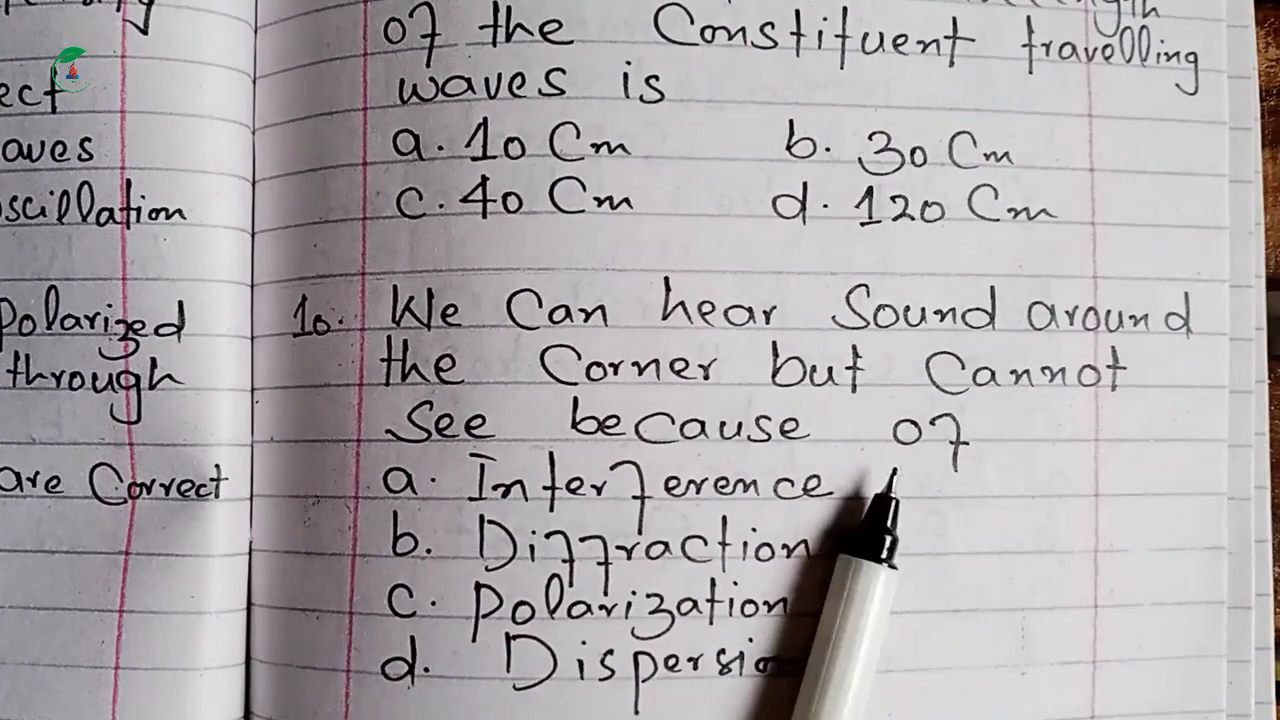 ect
aves
scillation
Polarized
through
are Correct
of the Constituent travelling
waves is
a. 10 Cm b. 30 Cm
c. 40 Cm d. 120 Cm
10. We Can hear Sound around
the Corner but Cannot
See because of
a. Interference
b. Diffraction
c. Polarization
d. Dispersio